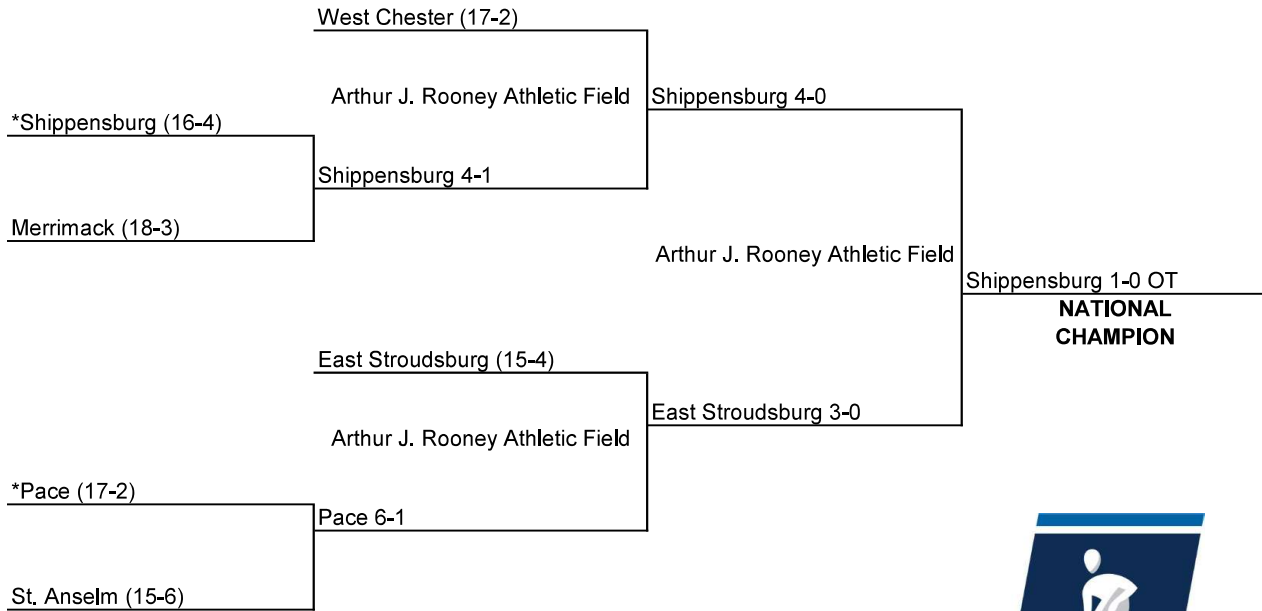 West Chester (17-2)
Arthur J. Rooney Athletic Field
Shippensburg 4-0
*Shippensburg (16-4)
Shippensburg 4-1
Merrimack (18-3)
Arthur J. Rooney Athletic Field
Shippensburg 1-0 OT
NATIONAL
CHAMPION
East Stroudsburg (15-4)
East Stroudsburg 3-0
Arthur J. Rooney Athletic Field
*Pace (17-2)
Pace 6-1
St. Anselm (15-6)